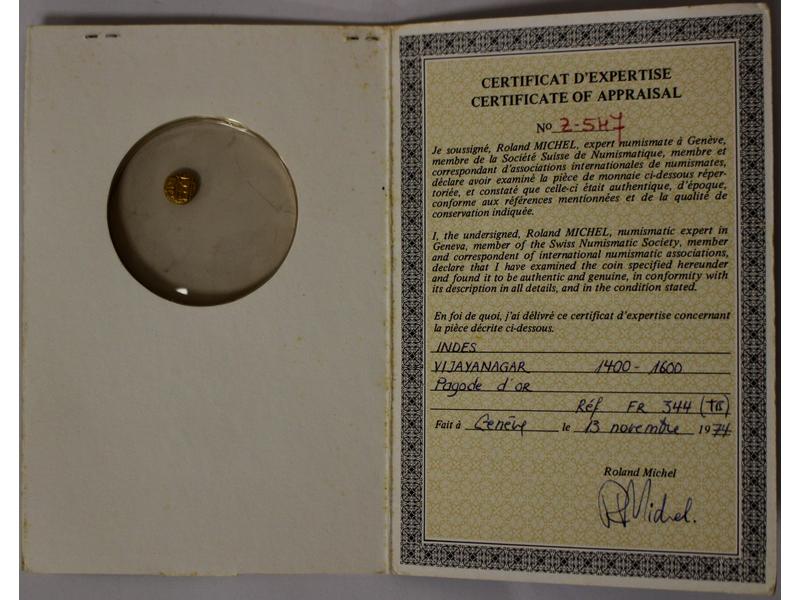 CERTIFICAT D'EXPERTISE
CERTIFICATE OF APPRAISAL
No Z-547
Je soussigné, Roland MICHEL, expert numismate à Genève,
membre de la Société Suisse de Numismatique, membre et
correspondant d'associations internationales de numismates,
déclare avoir examiné la pièce de monnaie ci-dessous réper-
toriée, et constaté que celle-ci était authentique, d'époque,
conforme aux références mentionnées et de la qualité de
conservation indiquée.
I, the undersigned, Roland MICHEL, numismatic expert in
Geneva, member of the Swiss Numismatic Society, member
and correspondent of international numismatic associations,
declare that I have examined the coin specified hereunder
and found it to be authentic and genuine, in conformity with
its description in all details, and in the condition stated.
En foi de quoi, j'ai délivré ce certificat d'expertise concernant
la pièce décrite ci-dessous.
INDES
VIJAYANAGAR 1400-1600
Pagode d'OR
Réf FR 344 (TB)
Fait à Genève le 13 novembre 1974
Roland Michel
RMichel.